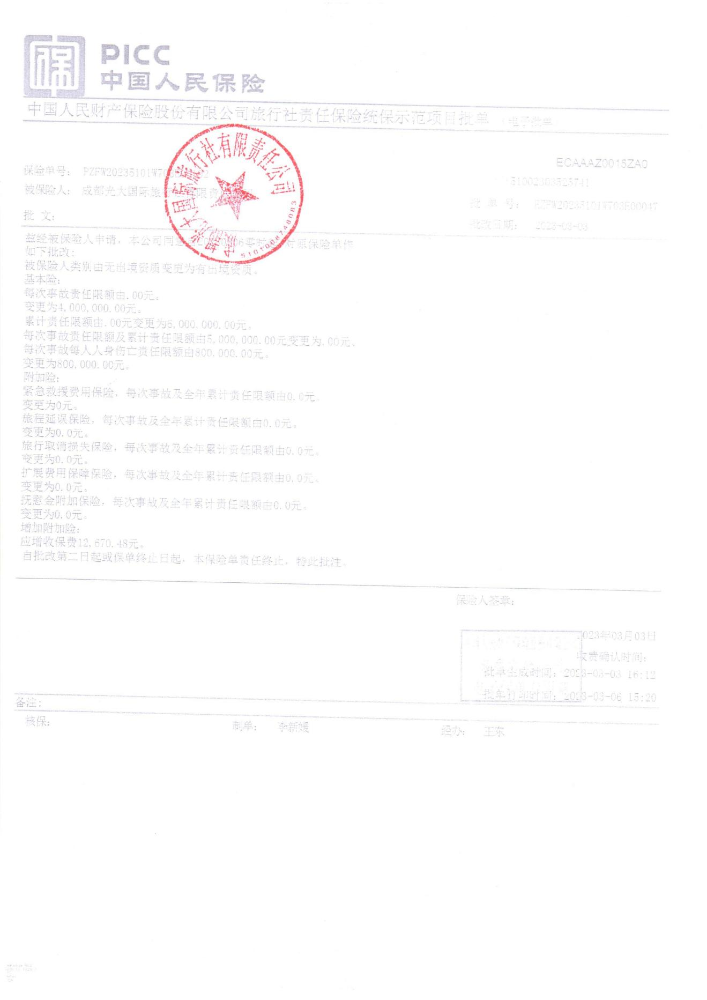 PICC
中国人民保险
中国人民财产保险股份有限公司旅行社责任保险统保示范项目批单 （电子批单）
ECAAAZ0015ZA0
保险单号： PZFW20235101W703
51002303525741
被保险人： 成都光大国际旅行社有限责任公司
批 单 号： EZFW20235101W703E00047
批 文：
批改日期： 2023-03-03
兹经被保险人申请，本公司同意 零时起 对原保险单作
如下批改：
被保险人类别由无出境资质变更为有出境资质。
基本险：
每次事故责任限额由.00元。
变更为4,000,000.00元。
累计责任限额由.00元变更为6,000,000.00元。
每次事故责任限额及累计责任限额由5,000,000.00元变更为.00元。
每次事故每人人身伤亡责任限额由800,000.00元。
变更为800,000.00元。
附加险：
紧急救援费用保险，每次事故及全年累计责任限额由0.0元。
变更为0元。
旅程延误保险，每次事故及全年累计责任限额由0.0元。
变更为0.0元。
旅行取消损失保险，每次事故及全年累计责任限额由0.0元。
变更为0.0元。
扩展费用保障保险，每次事故及全年累计责任限额由0.0元。
变更为0.0元。
抚慰金附加保险，每次事故及全年累计责任限额由0.0元。
变更为0.0元。
增加附加险：
应增收保费12,670.48元。
自批改第二日起或保单终止日起，本保险单责任终止，特此批注。
成都光大国际旅行社有限责任公司
5101008748083
保险人签章：
2023年03月03日
收费确认时间：
批单生成时间：2023-03-03 16:12
批单打印时间：2023-03-06 15:20
备注：
核保： 制单： 李新媛 经办： 王东